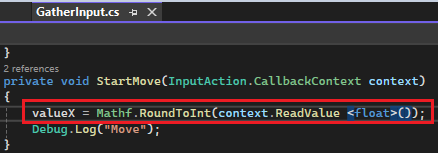 GatherInput.cs
}
2 references
private void StartMove(InputAction.CallbackContext context)
{
valueX = Mathf.RoundToInt(context.ReadValue <float>());
Debug.Log("Move");
}